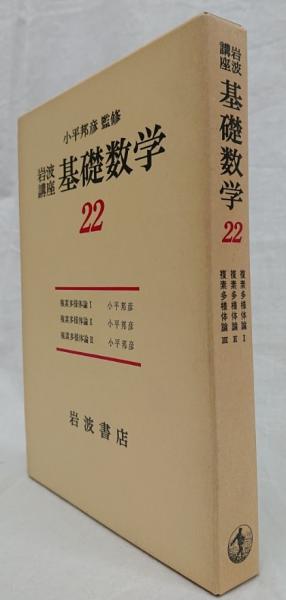 小平邦彦 監修
岩波講座 基礎数学
22
複素多様体論 I 小平邦彦
複素多様体論 II 小平邦彦
複素多様体論 III 小平邦彦
岩波書店
岩波講座 基礎数学 22
複素多様体論 I
複素多様体論 II
複素多様体論 III